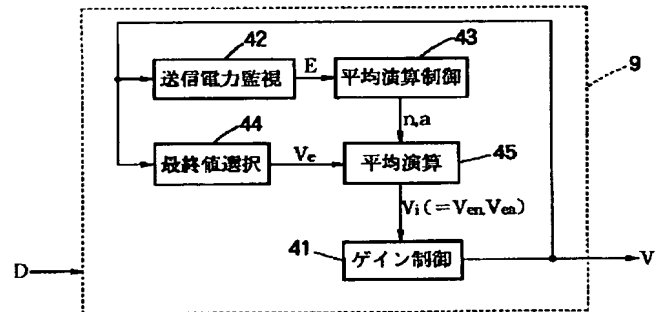 42
43
送信電力監視
E
平均演算制御
9
44
n,a
最終値選択
Ve
平均演算
45
Vi(=Ven,Vea)
41
ゲイン制御
D
V